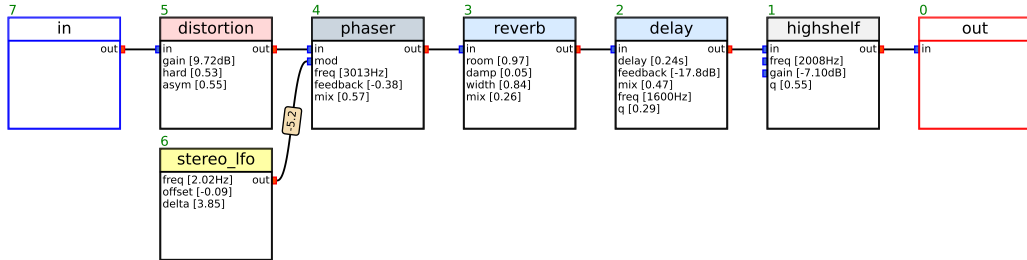 7
in
out
5
distortion
in out
gain [9.72dB]
hard [0.53]
asym [0.55]
4
phaser
in out
mod
freq [3013Hz]
feedback [-0.38]
mix [0.57]
3
reverb
in out
room [0.97]
damp [0.05]
width [0.84]
mix [0.26]
2
delay
in out
delay [0.24s]
feedback [-17.8dB]
mix [0.47]
freq [1600Hz]
q [0.29]
1
highshelf
in out
freq [2008Hz]
gain [-7.10dB]
q [0.55]
0
out
in
-5.2
6
stereo_lfo
freq [2.02Hz] out
offset [-0.09]
delta [3.85]